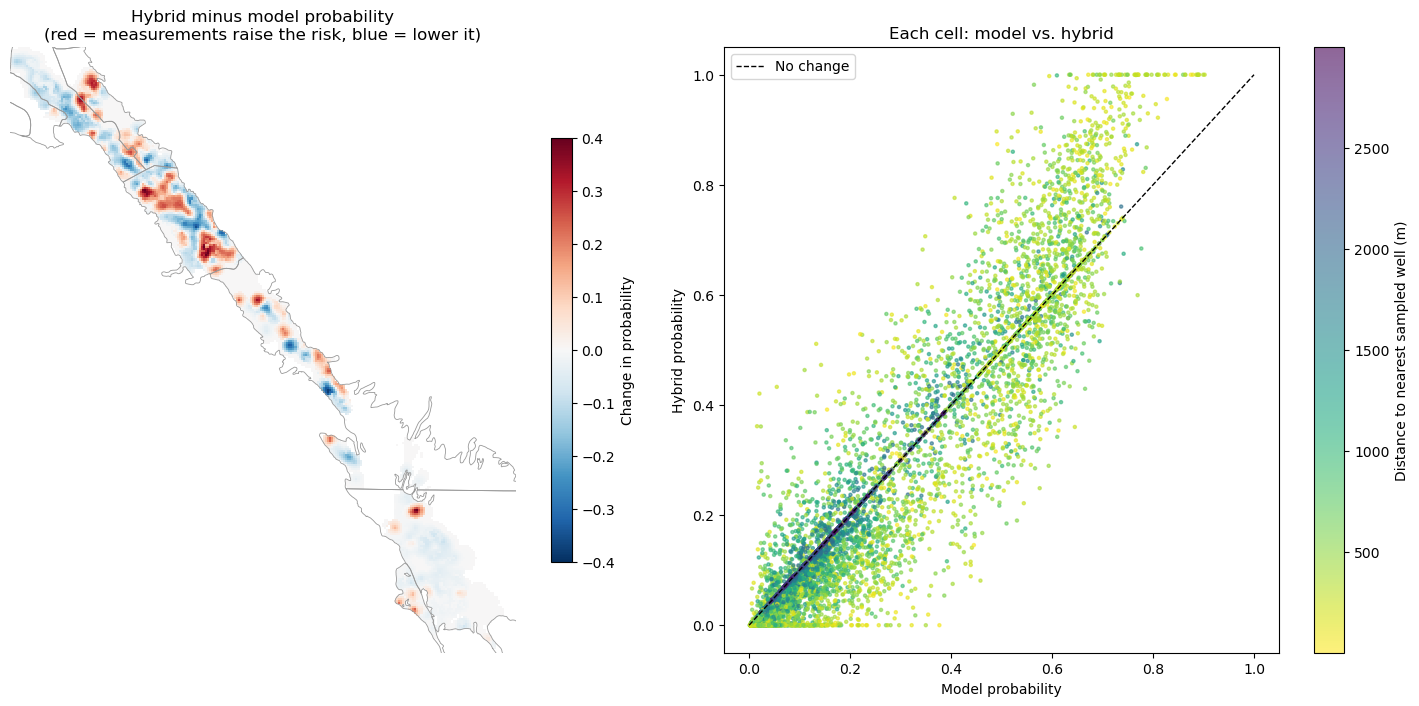 Hybrid minus model probability
(red = measurements raise the risk, blue = lower it)
0.4
0.3
0.2
0.1
0.0
−0.1
−0.2
−0.3
−0.4
Change in probability
Each cell: model vs. hybrid
No change
1.0
0.8
0.6
0.4
0.2
0.0
Hybrid probability
0.0 0.2 0.4 0.6 0.8 1.0
Model probability
2500
2000
1500
1000
500
Distance to nearest sampled well (m)